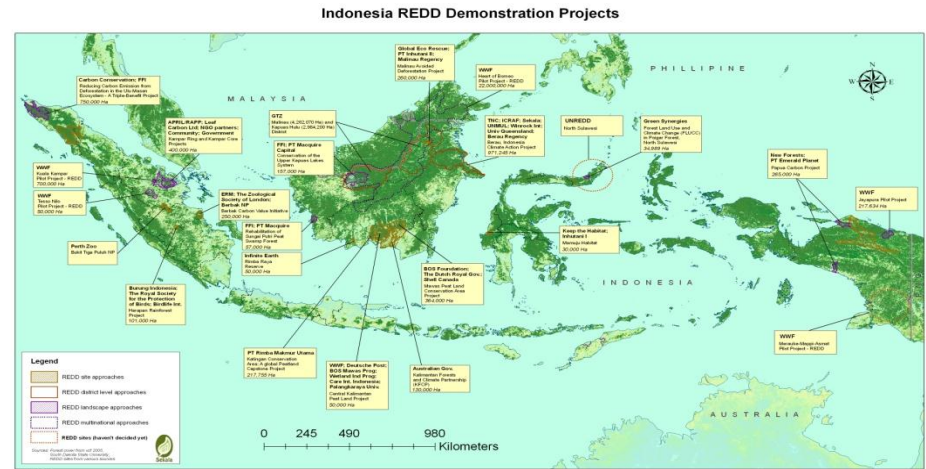 Indonesia REDD Demonstration Projects
Carbon Conservation; FFI
Reducing Carbon Emission from
Deforestation in the Ulu Masen
Ecosystem - A Triple-Benefit Project
750,000 Ha
MALAYSIA
APRIL/RAPP; Leaf
Carbon Ltd; NGO partners;
Community; Government
Kampar Ring and Kampar Core
Projects
400,000 Ha
WWF
Kuala Kampar
Pilot Project - REDD
700,000 Ha
WWF
Tesso Nilo
Pilot Project - REDD
50,000 Ha
Perth Zoo
Bukit Tiga Puluh NP
Burung Indonesia;
The Royal Society
for the Protection
of Birds; Birdlife Int.
Harapan Rainforest
Project
101,000 Ha
GTZ
Malinau (4,262,070 Ha) and
Kapuas Hulu (2,984,200 Ha)
District
FFI; PT Macquire
Capital
Conservation of the
Upper Kapuas Lakes
System
157,000 Ha
ERM; The Zoological
Society of London;
Berbak NP
Berbak Carbon Value Initiative
250,000 Ha
FFI; PT Macquire
Rehabilitation of
Sungai Putri Peat
Swamp Forest
57,000 Ha
Infinite Earth
Rimba Raya
Reserve
50,000 Ha
PT Rimba Makmur Utama
Katingan Conservation
Area: A global Peatland
Capstone Project
217,755 Ha
WWF; Deutsche Post;
BOS Mawas Prog;
Wetland Ind Prog;
Care Int. Indonesia;
Palangkaraya Univ
Central Kalimantan
Peat Land Project
50,000 Ha
Australian Gov.
Kalimantan Forests
and Climate Partnership
(KFCP)
BOS Foundation;
The Dutch Royal Gov;
Shell Canada
Mawas Peat Land
Conservation Area
Project
364,000 Ha
Global Eco Rescue;
PT Inhutani II;
Malinau Regency
Malinau Avoided
Deforestation Project
WWF
Heart of Borneo
Pilot Project - REDD
22,000,000 Ha
PHILLIPINE
TNC; ICRAF; Sekala;
UNMUL; Winrock Int;
Univ Queensland;
Berau Regency
Berau, Indonesia
Climate Action Project
971,245 Ha
UNREDD
North Sulawesi
Green Synergies
Forest Land Use and
Climate Change (FLUCC)
in Poigar Forest,
North Sulawesi
34,989 Ha
Keep the Habitat;
Inhutani I
Mamuju Habitat
30,000 Ha
New Forests;
PT Emerald Planet
Papua Carbon Project
265,000 Ha
WWF
Jayapura Pilot Project
217,634 Ha
WWF
Merauke-Mappi-Asmat
Pilot Project - REDD
INDONESIA
AUSTRALIA
N
W
E
S
Legend
REDD site approaches
REDD district level approaches
REDD landscape approaches
REDD multinational approaches
REDD sites (haven't decided yet)
Sekala
0 245 490 980
Kilometers